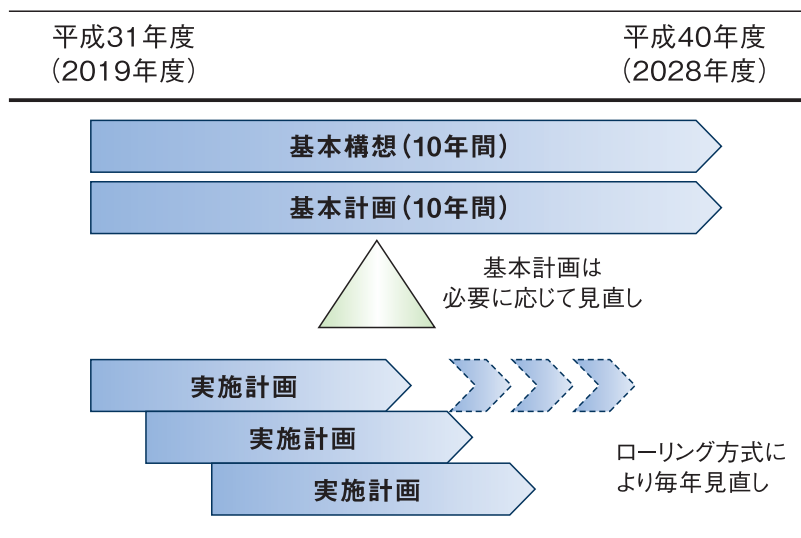 平成31年度
（2019年度）
平成40年度
（2028年度）
基本構想（10年間）
基本計画（10年間）
基本計画は
必要に応じて見直し
実施計画
実施計画
実施計画
ローリング方式に
より毎年見直し